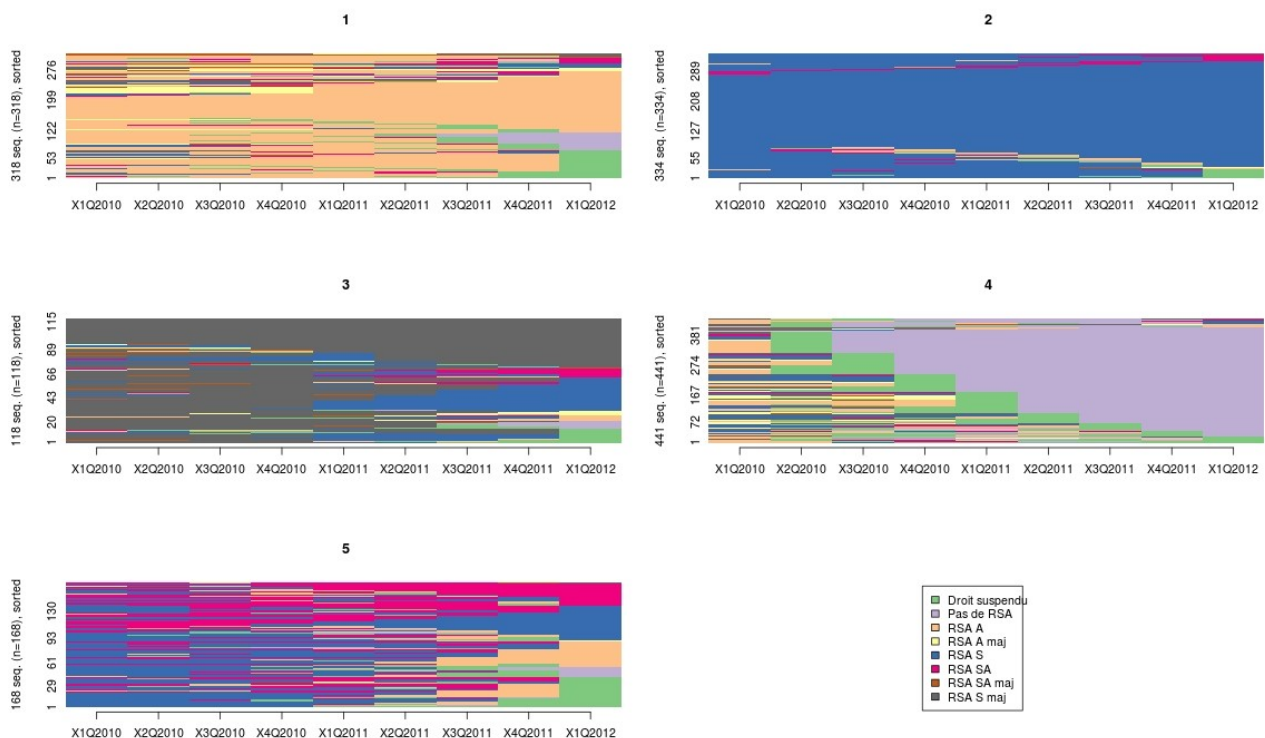 1
318 seq. (n=318), sorted
276
199
122
53
1
X1Q2010 X2Q2010 X3Q2010 X4Q2010 X1Q2011 X2Q2011 X3Q2011 X4Q2011 X1Q2012
2
334 seq. (n=334), sorted
289
208
127
55
1
X1Q2010 X2Q2010 X3Q2010 X4Q2010 X1Q2011 X2Q2011 X3Q2011 X4Q2011 X1Q2012
3
118 seq. (n=118), sorted
115
89
66
43
20
1
X1Q2010 X2Q2010 X3Q2010 X4Q2010 X1Q2011 X2Q2011 X3Q2011 X4Q2011 X1Q2012
4
441 seq. (n=441), sorted
381
274
167
72
1
X1Q2010 X2Q2010 X3Q2010 X4Q2010 X1Q2011 X2Q2011 X3Q2011 X4Q2011 X1Q2012
5
168 seq. (n=168), sorted
130
93
61
29
1
X1Q2010 X2Q2010 X3Q2010 X4Q2010 X1Q2011 X2Q2011 X3Q2011 X4Q2011 X1Q2012
Droit suspendu
Pas de RSA
RSA A
RSA A maj
RSA S
RSA SA
RSA SA maj
RSA S maj